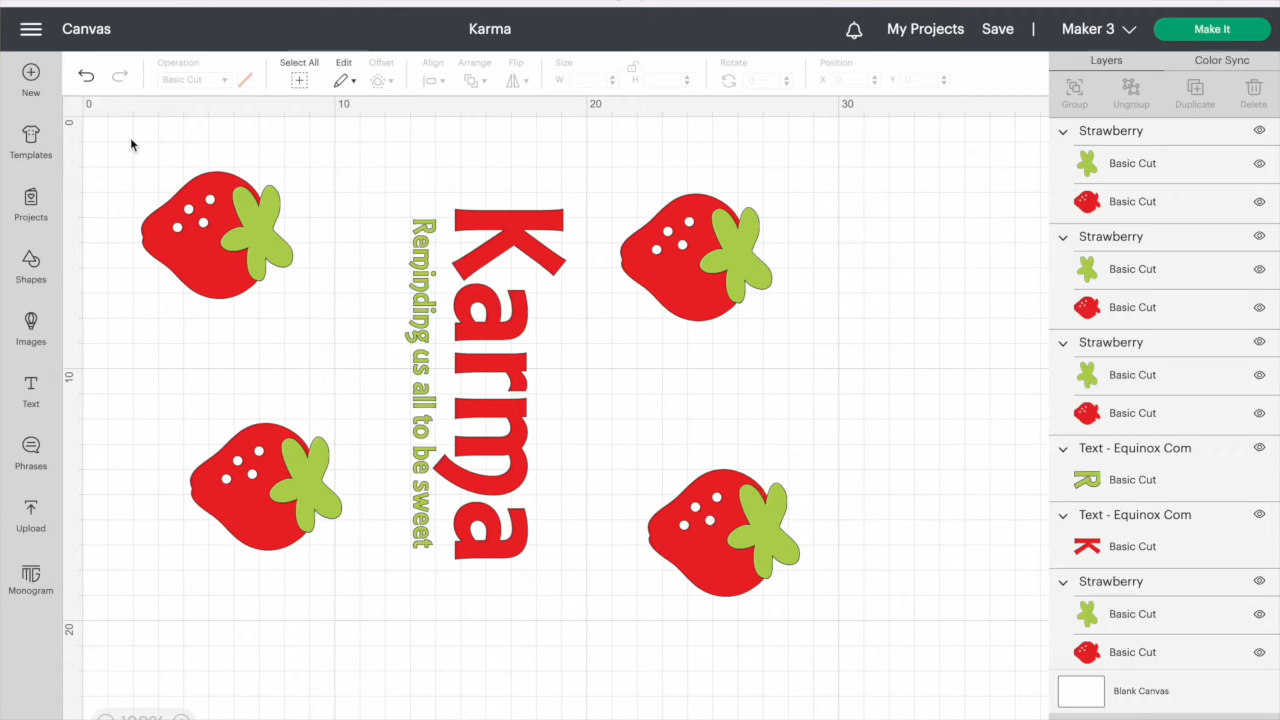 Canvas
Karma
My Projects
Save
|
Maker 3
Make It
Operation
Basic Cut
Select All
Edit
Offset
Align
Arrange
Flip
Size
W
H
Rotate
0
Position
X 0
Y 0
Layers
Color Sync
Group
Ungroup
Duplicate
Delete
New
Templates
Projects
Shapes
Images
Text
Phrases
Upload
Monogram
0
10
20
30
0
10
20
Karma
Reminding us all to be sweet
Strawberry
Basic Cut
Basic Cut
Strawberry
Basic Cut
Basic Cut
Strawberry
Basic Cut
Basic Cut
Text - Equinox Com
Basic Cut
Text - Equinox Com
Basic Cut
Strawberry
Basic Cut
Basic Cut
Blank Canvas
100%